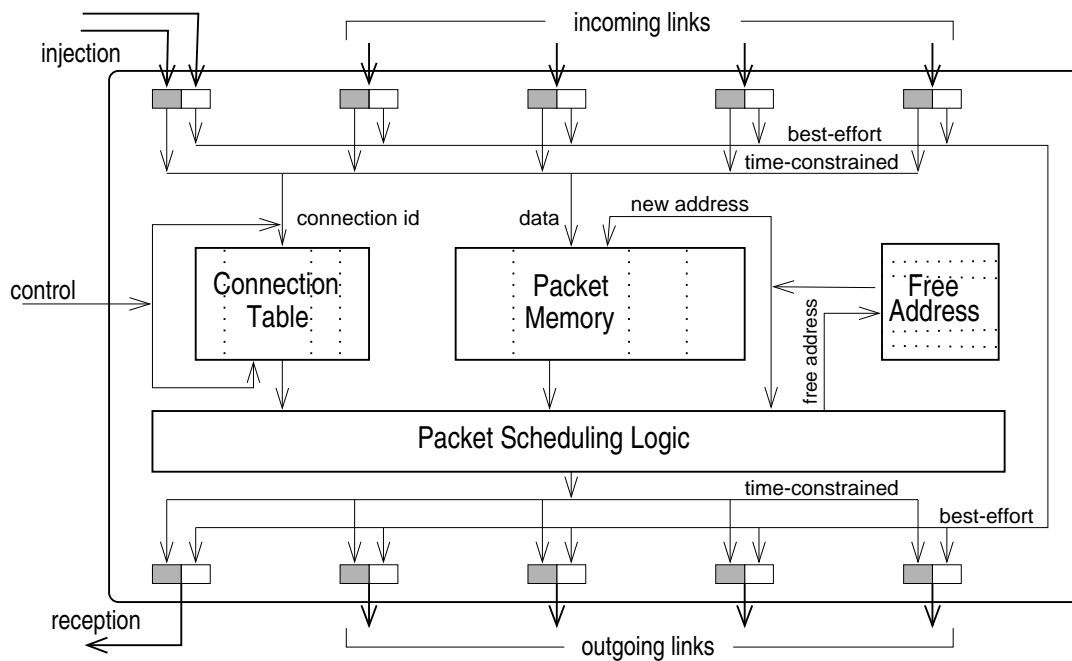 incoming links
injection
best-effort
time-constrained
connection id
data
new address
control
Connection
Table
Packet
Memory
Free
Address
free address
Packet Scheduling Logic
time-constrained
best-effort
reception
outgoing links